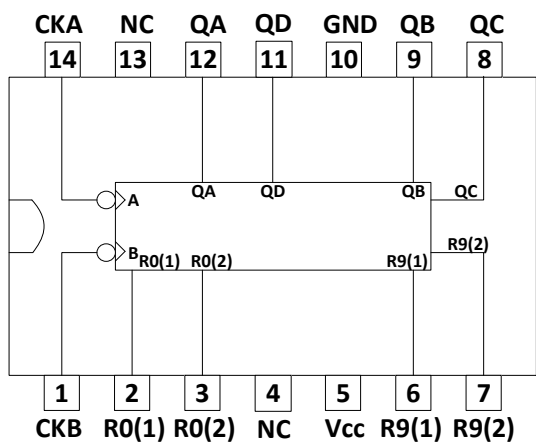 CKA NC QA QD GND QB QC
14 13 12 11 10 9 8
A QA QD QB QC
B R0(1) R0(2) R9(1) R9(2)
1 2 3 4 5 6 7
CKB R0(1) R0(2) NC Vcc R9(1) R9(2)